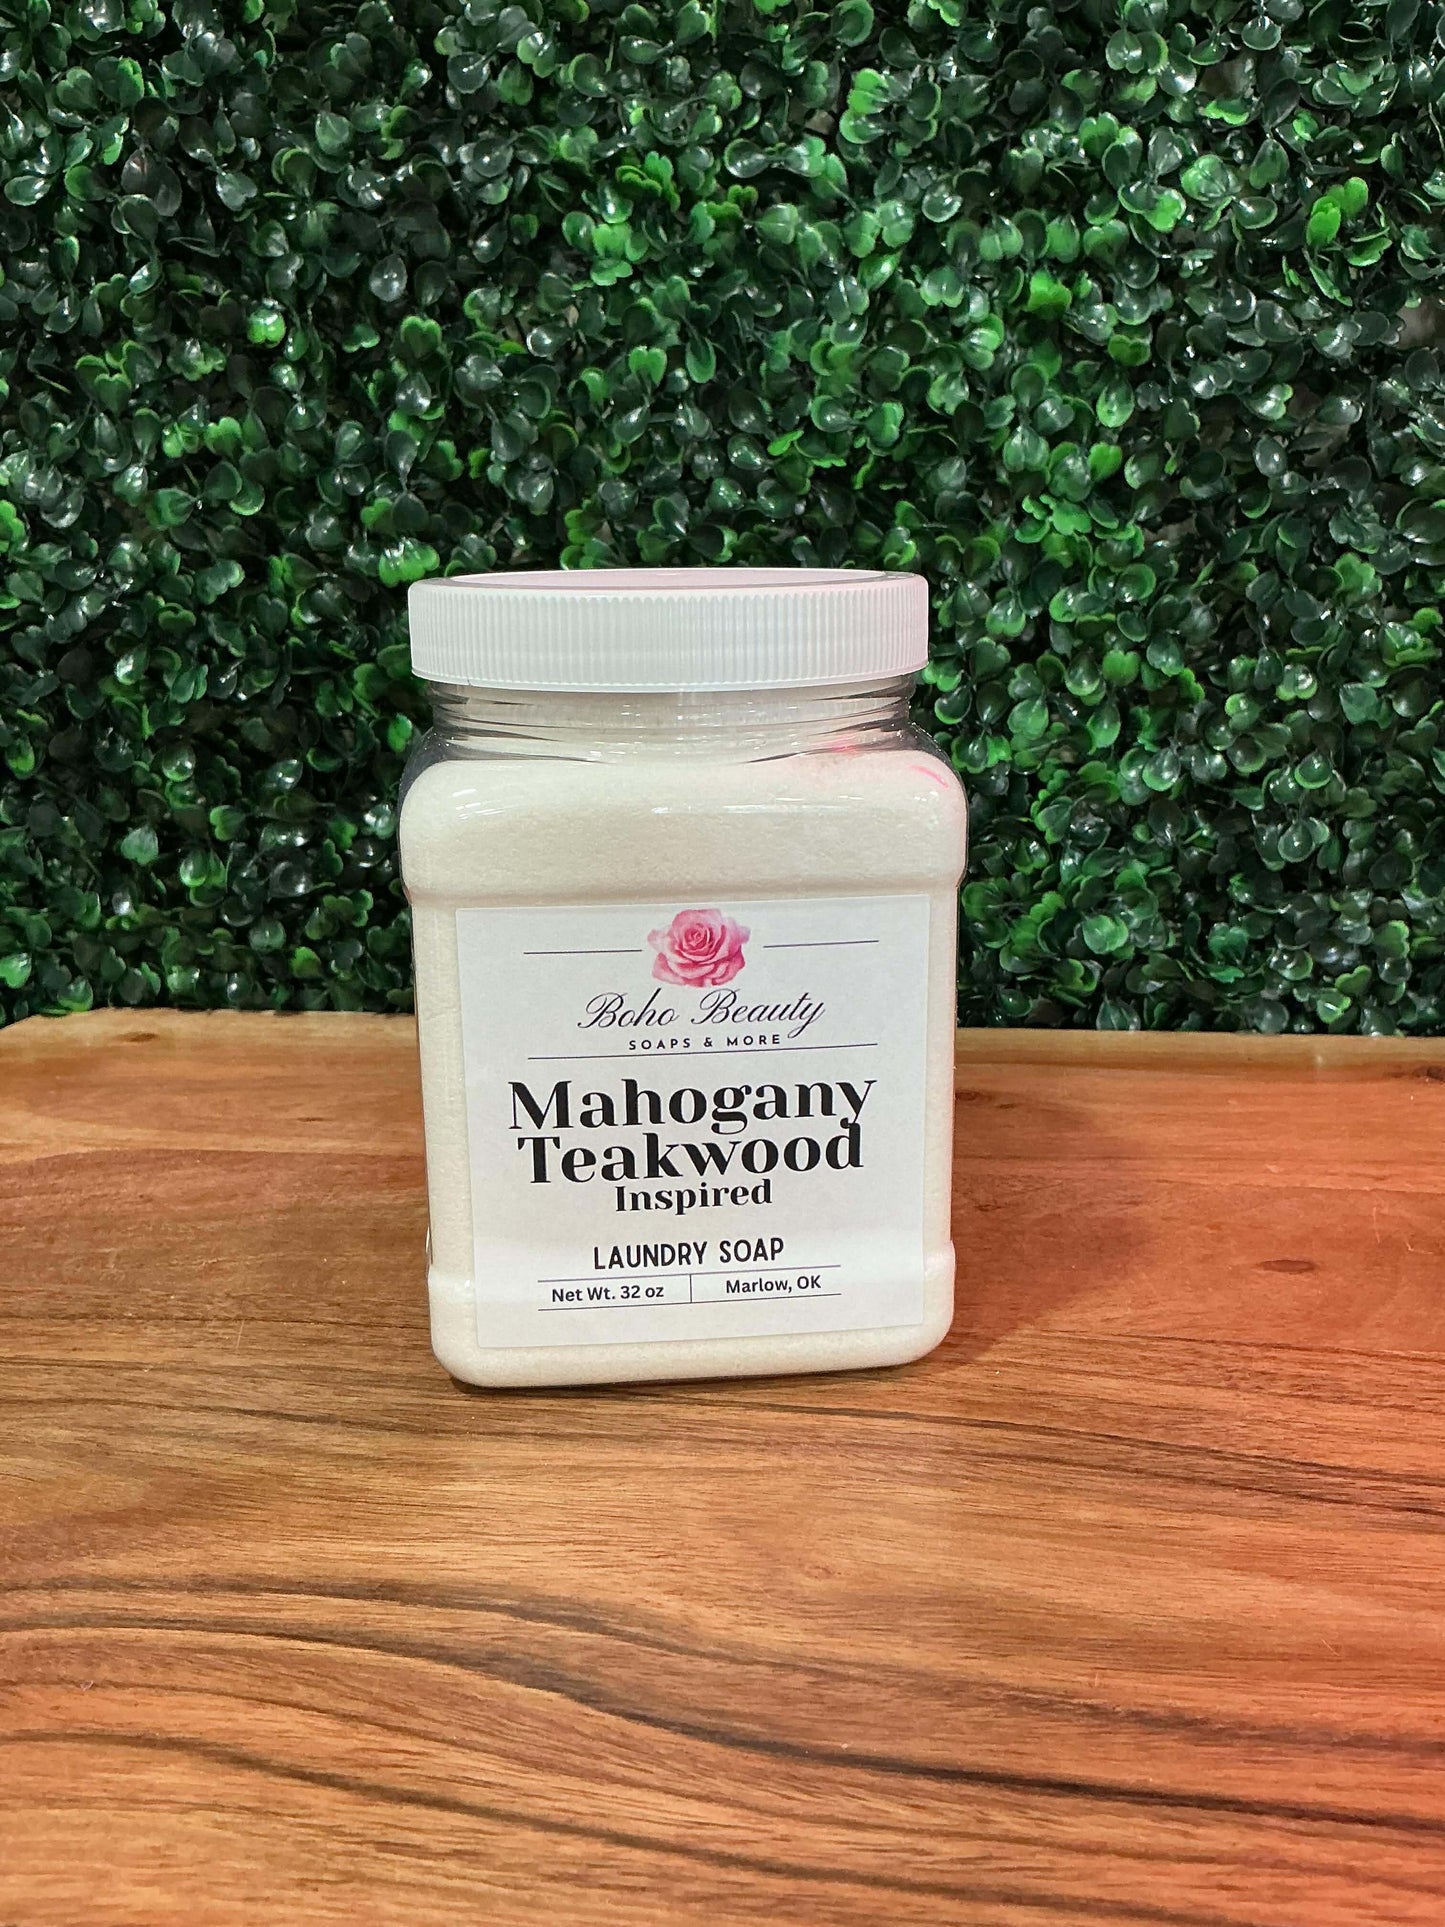 Boho Beauty
SOAPS & MORE
Mahogany
Teakwood
Inspired
LAUNDRY SOAP
Net Wt. 32 oz
Marlow, OK